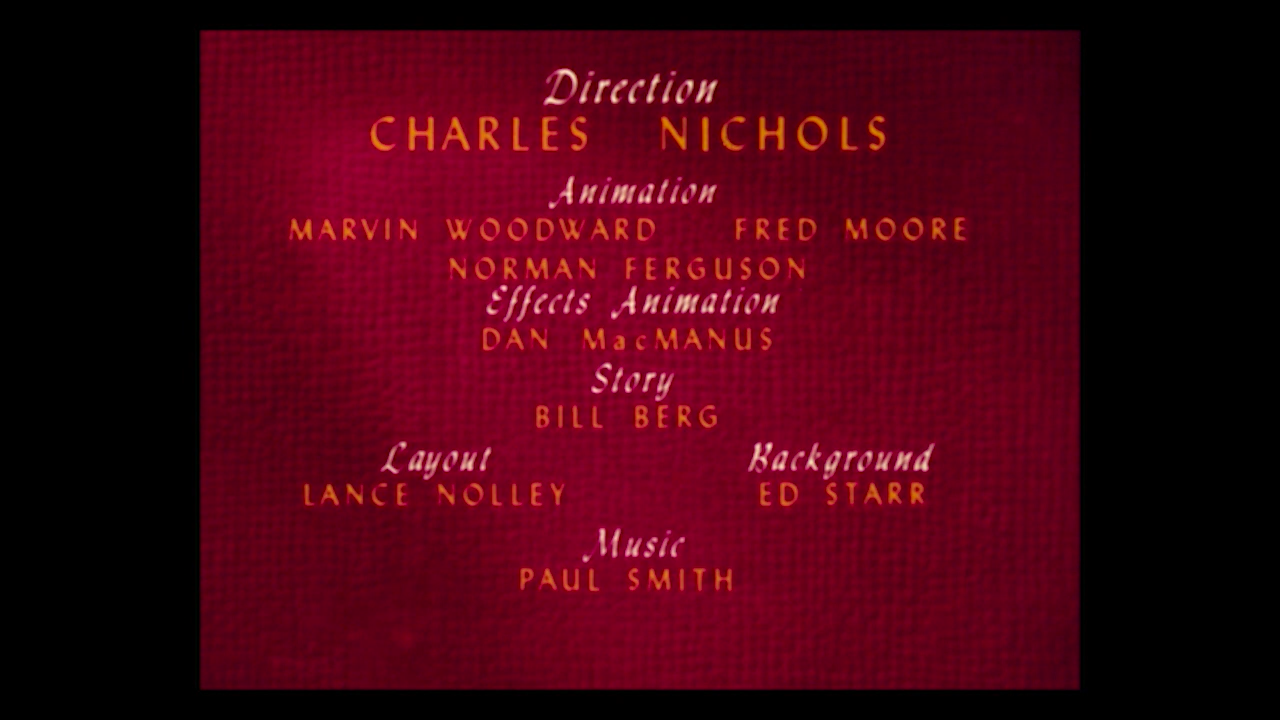 Direction
CHARLES NICHOLS
Animation
MARVIN WOODWARD FRED MOORE
NORMAN FERGUSON
Effects Animation
DAN MacMANUS
Story
BILL BERG
Layout Background
LANCE NOLLEY ED STARR
Music
PAUL SMITH